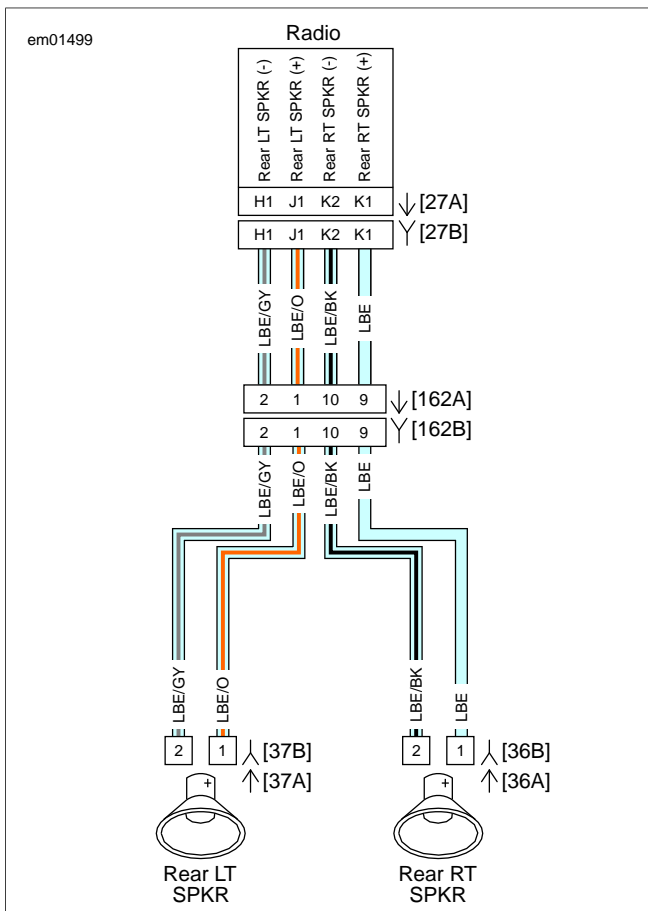 em01499
Radio
Rear LT SPKR (-)
Rear LT SPKR (+)
Rear RT SPKR (-)
Rear RT SPKR (+)
H1 J1 K2 K1 [27A]
H1 J1 K2 K1 [27B]
LBE/GY
LBE/O
LBE/BK
LBE
2 1 10 9 [162A]
2 1 10 9 [162B]
LBE/GY
LBE/O
LBE/BK
LBE
LBE/GY
LBE/O
LBE/BK
LBE
2 1 [37B] 2 1 [36B]
[37A] [36A]
+ +
Rear LT
SPKR
Rear RT
SPKR